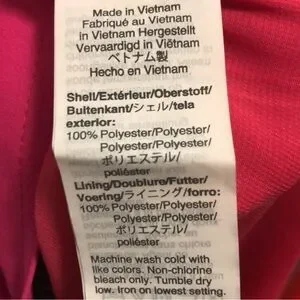 Made in Vietnam
Fabriqué au Vietnam
in Vietnam Hergestellt
Vervaardigd in Viëtnam
ベトナム製
Hecho en Vietnam
Shell/Extérieur/Oberstoff/
Buitenkant/シェル/tela
exterior:
100% Polyester/Polyester/
Polyester/Polyester/
ポリエステル/
poliéster
Lining/Doublure/Futter/
Voering/ライニング/forro:
100% Polyester/Polyester/
Polyester/Polyester/
ポリエステル/
poliéster
Machine wash cold with
like colors. Non-chlorine
bleach only. Tumble dry
low. Iron on lowest setting.